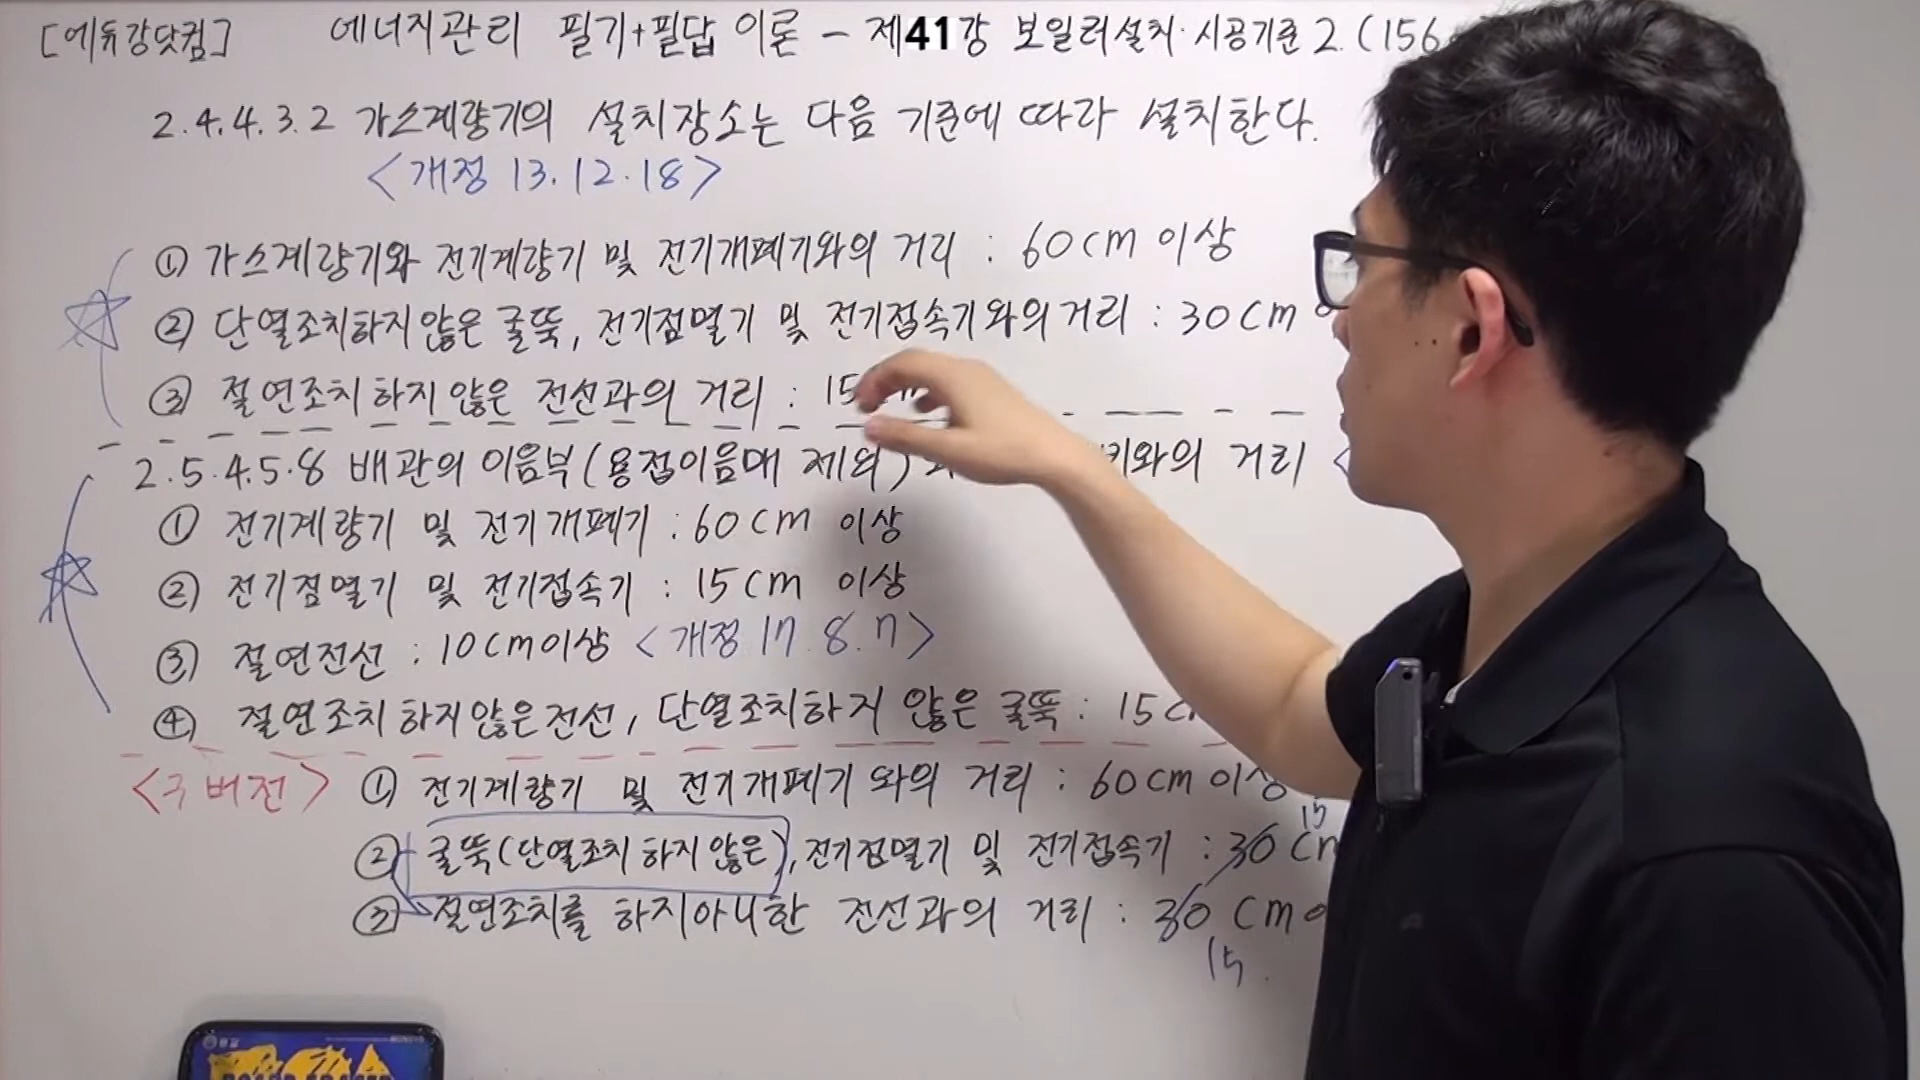 [에듀강닷컴] 에너지관리 필기+필답 이론 - 제41강 보일러설치·시공기준 2. (156
2.4.4.3.2 가스계량기의 설치장소는 다음 기준에 따라 설치한다.
<개정 13.12.18>
① 가스계량기와 전기계량기 및 전기개폐기와의 거리 : 60cm 이상
② 단열조치하지않은 굴뚝, 전기점멸기 및 전기접속기와의거리 : 30cm
③ 절연조치하지않은 전선과의 거리 : 15
2.5.4.5.8 배관의 이음부(용접이음매 제외) 와의 거리
① 전기계량기 및 전기개폐기 : 60cm 이상
② 전기점멸기 및 전기접속기 : 15cm 이상
③ 절연전선 : 10cm이상 <개정 17.8.7>
④ 절연조치하지않은전선, 단열조치하지 않은 굴뚝 : 15c
<구버전> ① 전기계량기 및 전기개폐기 와의 거리 : 60cm 이상
15
② 굴뚝(단열조치 하지않은), 전기점멸기 및 전기접속기 : 30 cm
③ 절연조치를 하지아니한 전선과의 거리 : 30 cm
15.